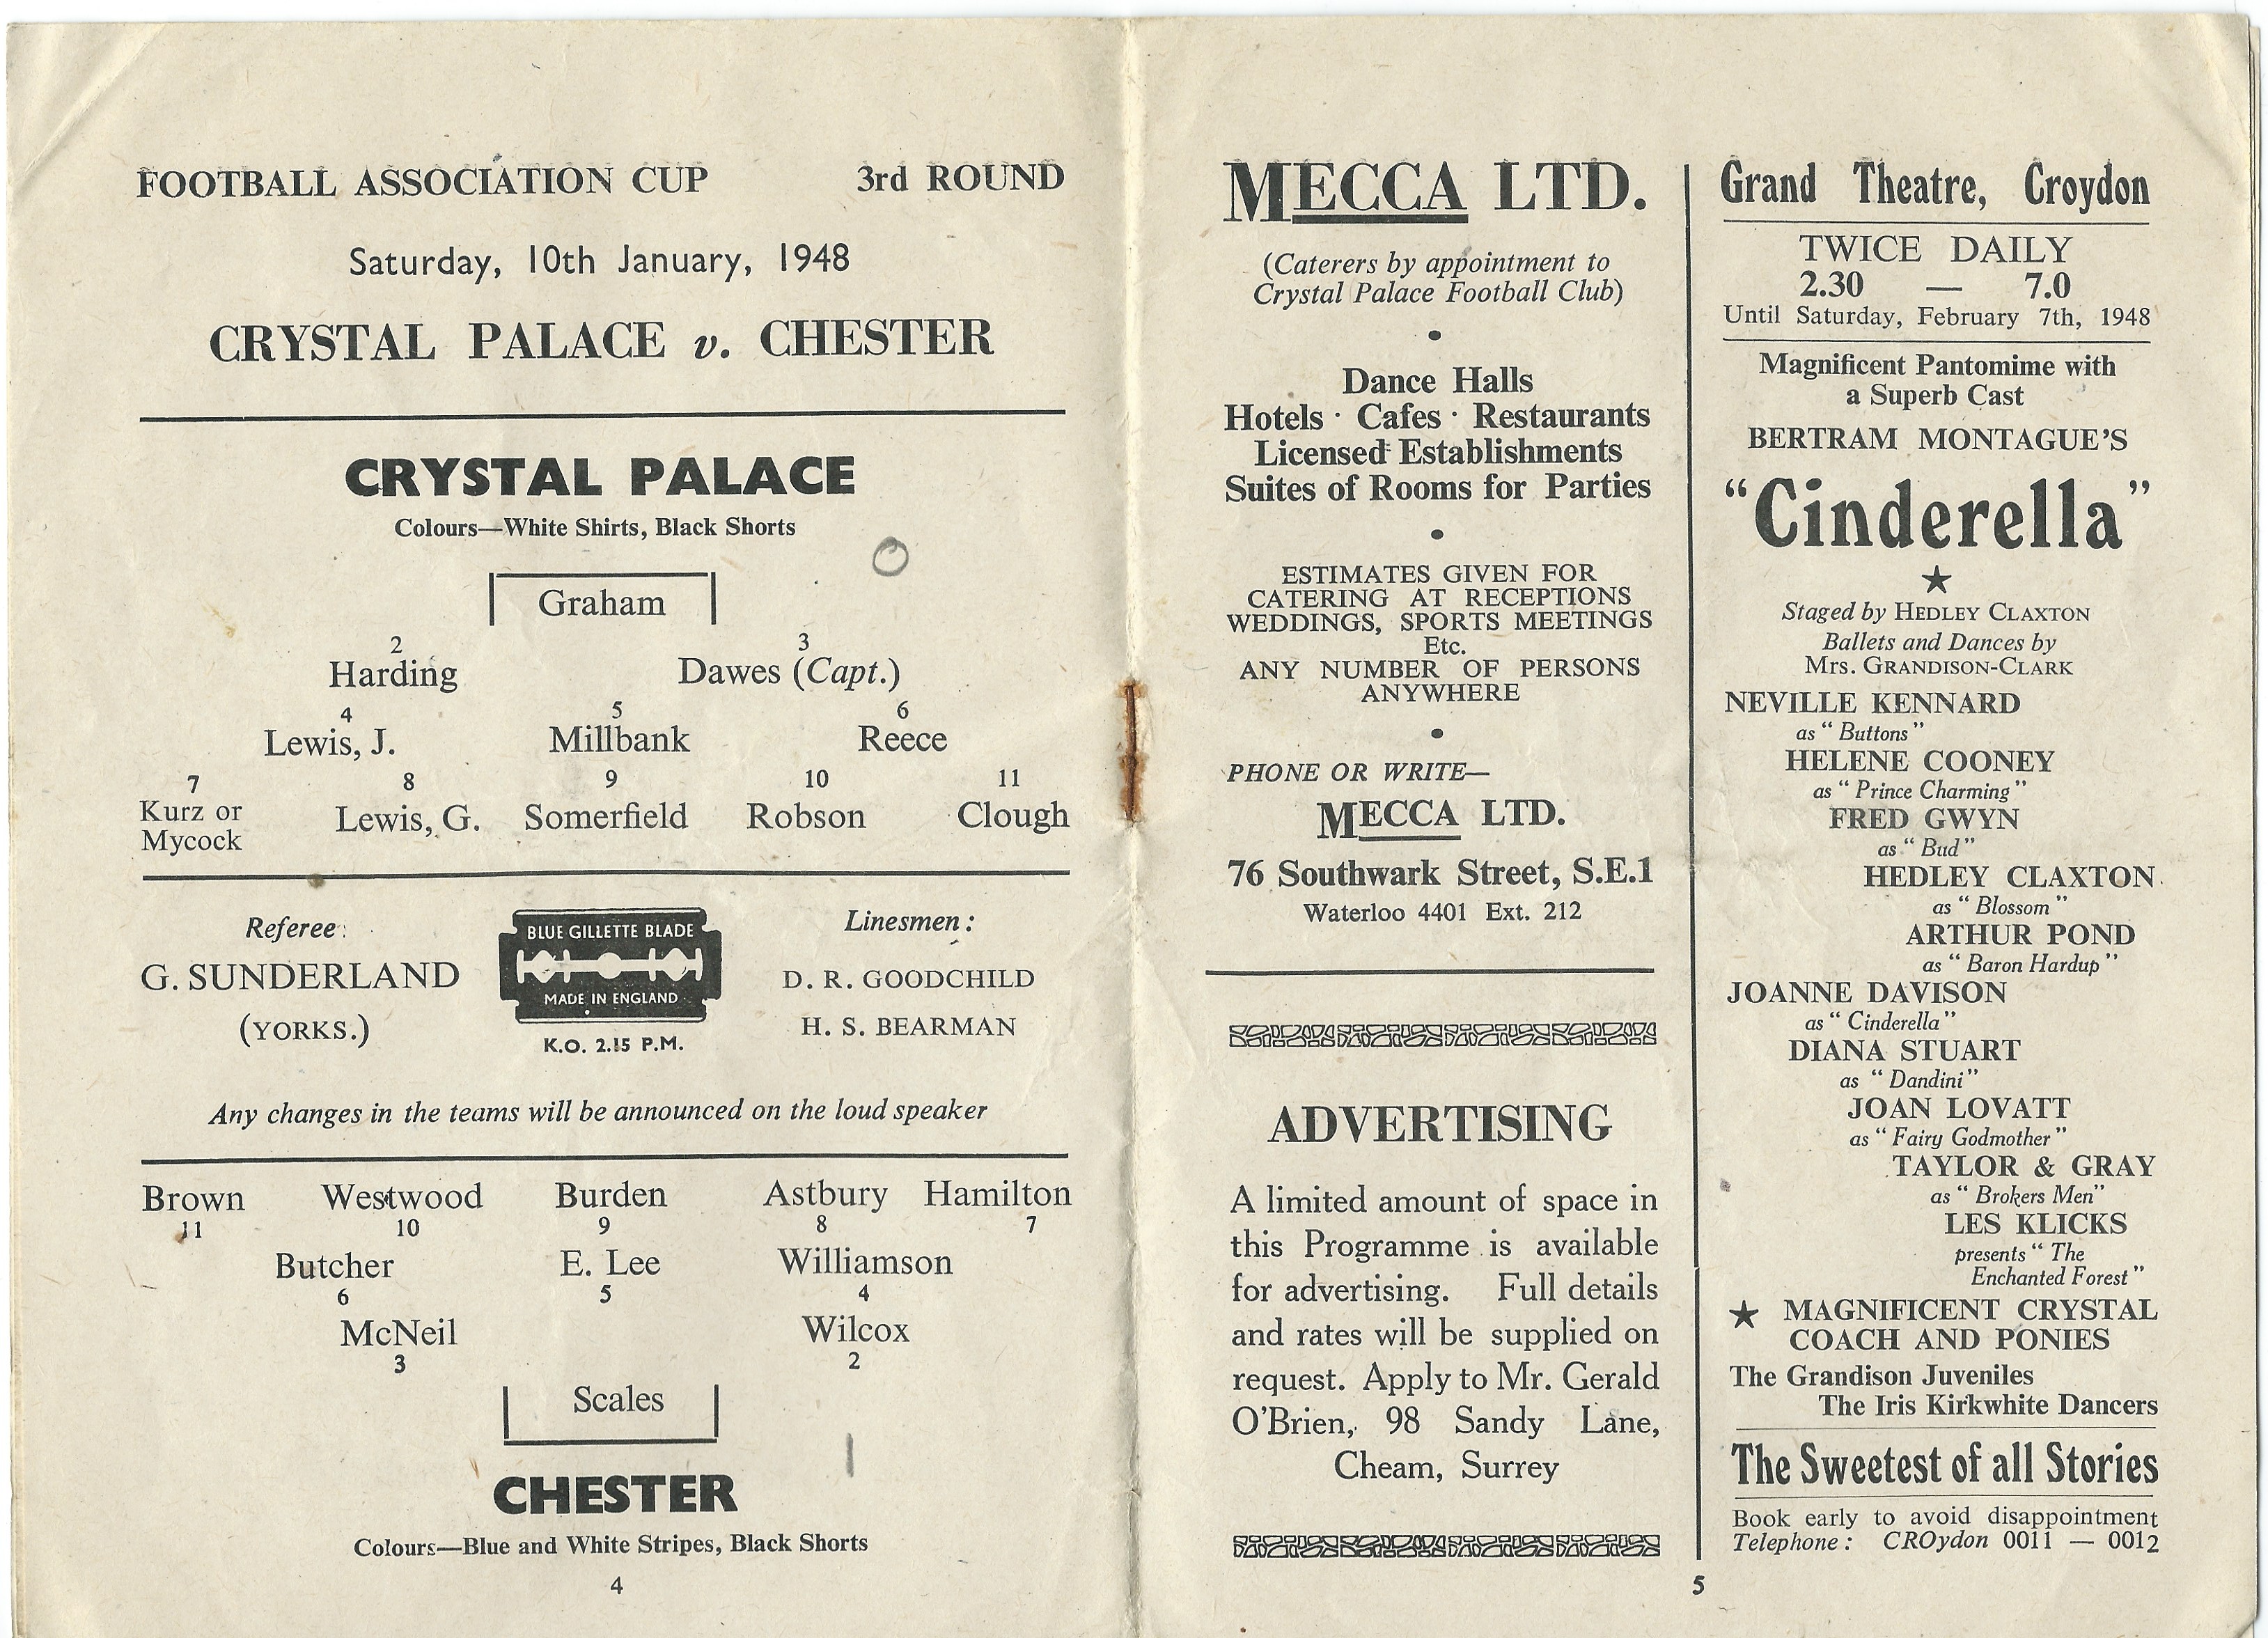 FOOTBALL ASSOCIATION CUP 3rd ROUND
Saturday, 10th January, 1948
CRYSTAL PALACE v. CHESTER
CRYSTAL PALACE
Colours—White Shirts, Black Shorts
O
Graham
2 3
Harding Dawes (Capt.)
4 5 6
Lewis, J. Millbank Reece
7 8 9 10 11
Kurz or
Mycock Lewis, G. Somerfield Robson Clough
Referee:
G. SUNDERLAND
(YORKS.)
BLUE GILLETTE BLADE
MADE IN ENGLAND
K.O. 2.15 P.M.
Linesmen:
D. R. GOODCHILD
H. S. BEARMAN
Any changes in the teams will be announced on the loud speaker
Brown Westwood Burden Astbury Hamilton
11 10 9 8 7
Butcher E. Lee Williamson
6 5 4
McNeil Wilcox
3 2
Scales
1
CHESTER
Colours—Blue and White Stripes, Black Shorts
4
MECCA LTD.
(Caterers by appointment to
Crystal Palace Football Club)
Dance Halls
Hotels · Cafes · Restaurants
Licensed Establishments
Suites of Rooms for Parties
ESTIMATES GIVEN FOR
CATERING AT RECEPTIONS
WEDDINGS, SPORTS MEETINGS
Etc.
ANY NUMBER OF PERSONS
ANYWHERE
PHONE OR WRITE—
MECCA LTD.
76 Southwark Street, S.E.1
Waterloo 4401 Ext. 212
ADVERTISING
A limited amount of space in
this Programme is available
for advertising. Full details
and rates will be supplied on
request. Apply to Mr. Gerald
O'Brien, 98 Sandy Lane,
Cheam, Surrey
Grand Theatre, Croydon
TWICE DAILY
2.30 — 7.0
Until Saturday, February 7th, 1948
Magnificent Pantomime with
a Superb Cast
BERTRAM MONTAGUE'S
"Cinderella"
★
Staged by HEDLEY CLAXTON
Ballets and Dances by
Mrs. GRANDISON-CLARK
NEVILLE KENNARD
as "Buttons"
HELENE COONEY
as "Prince Charming"
FRED GWYN
as "Bud"
HEDLEY CLAXTON
as "Blossom"
ARTHUR POND
as "Baron Hardup"
JOANNE DAVISON
as "Cinderella"
DIANA STUART
as "Dandini"
JOAN LOVATT
as "Fairy Godmother"
TAYLOR & GRAY
as "Brokers Men"
LES KLICKS
presents "The
Enchanted Forest"
★ MAGNIFICENT CRYSTAL
COACH AND PONIES
The Grandison Juveniles
The Iris Kirkwhite Dancers
The Sweetest of all Stories
Book early to avoid disappointment
Telephone: CROydon 0011 — 0012
5